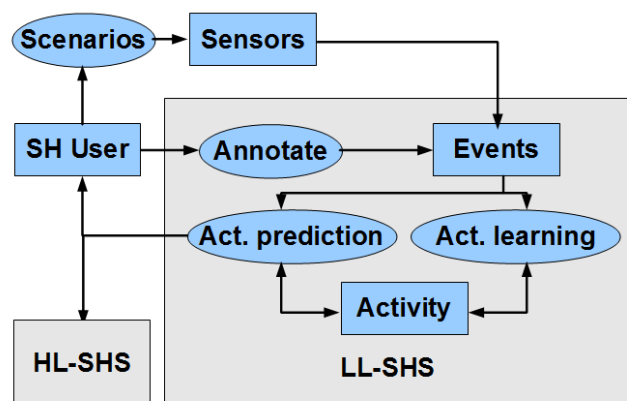 Scenarios
Sensors
SH User
Annotate
Events
Act. prediction
Act. learning
Activity
HL-SHS
LL-SHS